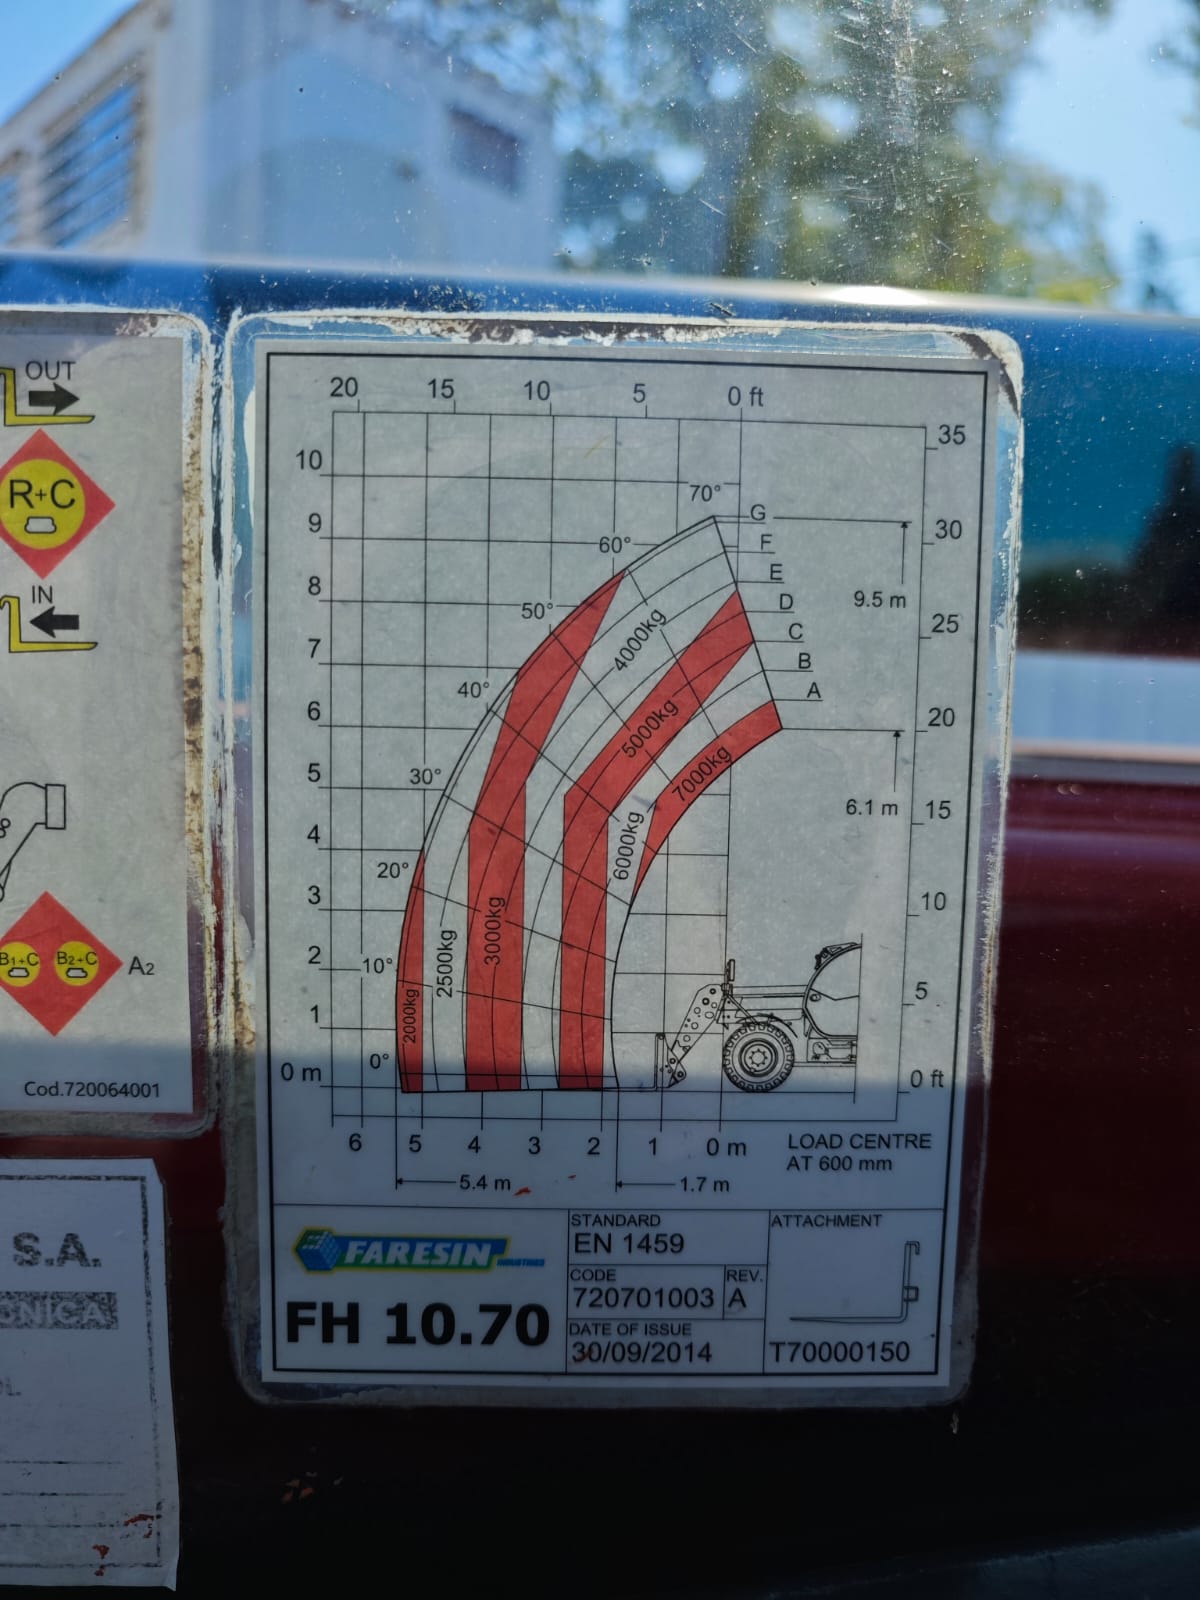 OUT
R+C
IN
B1+C B2+C A2
Cod.720064001
S.A.
20 15 10 5 0 ft
35
30
25
20
15
10
5
0 ft
10
9
8
7
6
5
4
3
2
1
0 m
70°
60°
50°
40°
30°
20°
10°
0°
G
F
E
D
C
B
A
9.5 m
6.1 m
4000kg
5000kg
7000kg
6000kg
3000kg
2500kg
2000kg
6 5 4 3 2 1 0 m
5.4 m
1.7 m
LOAD CENTRE
AT 600 mm
FARESIN
INDUSTRIES
FH 10.70
STANDARD
EN 1459
CODE
720701003
REV.
A
DATE OF ISSUE
30/09/2014
ATTACHMENT
T70000150